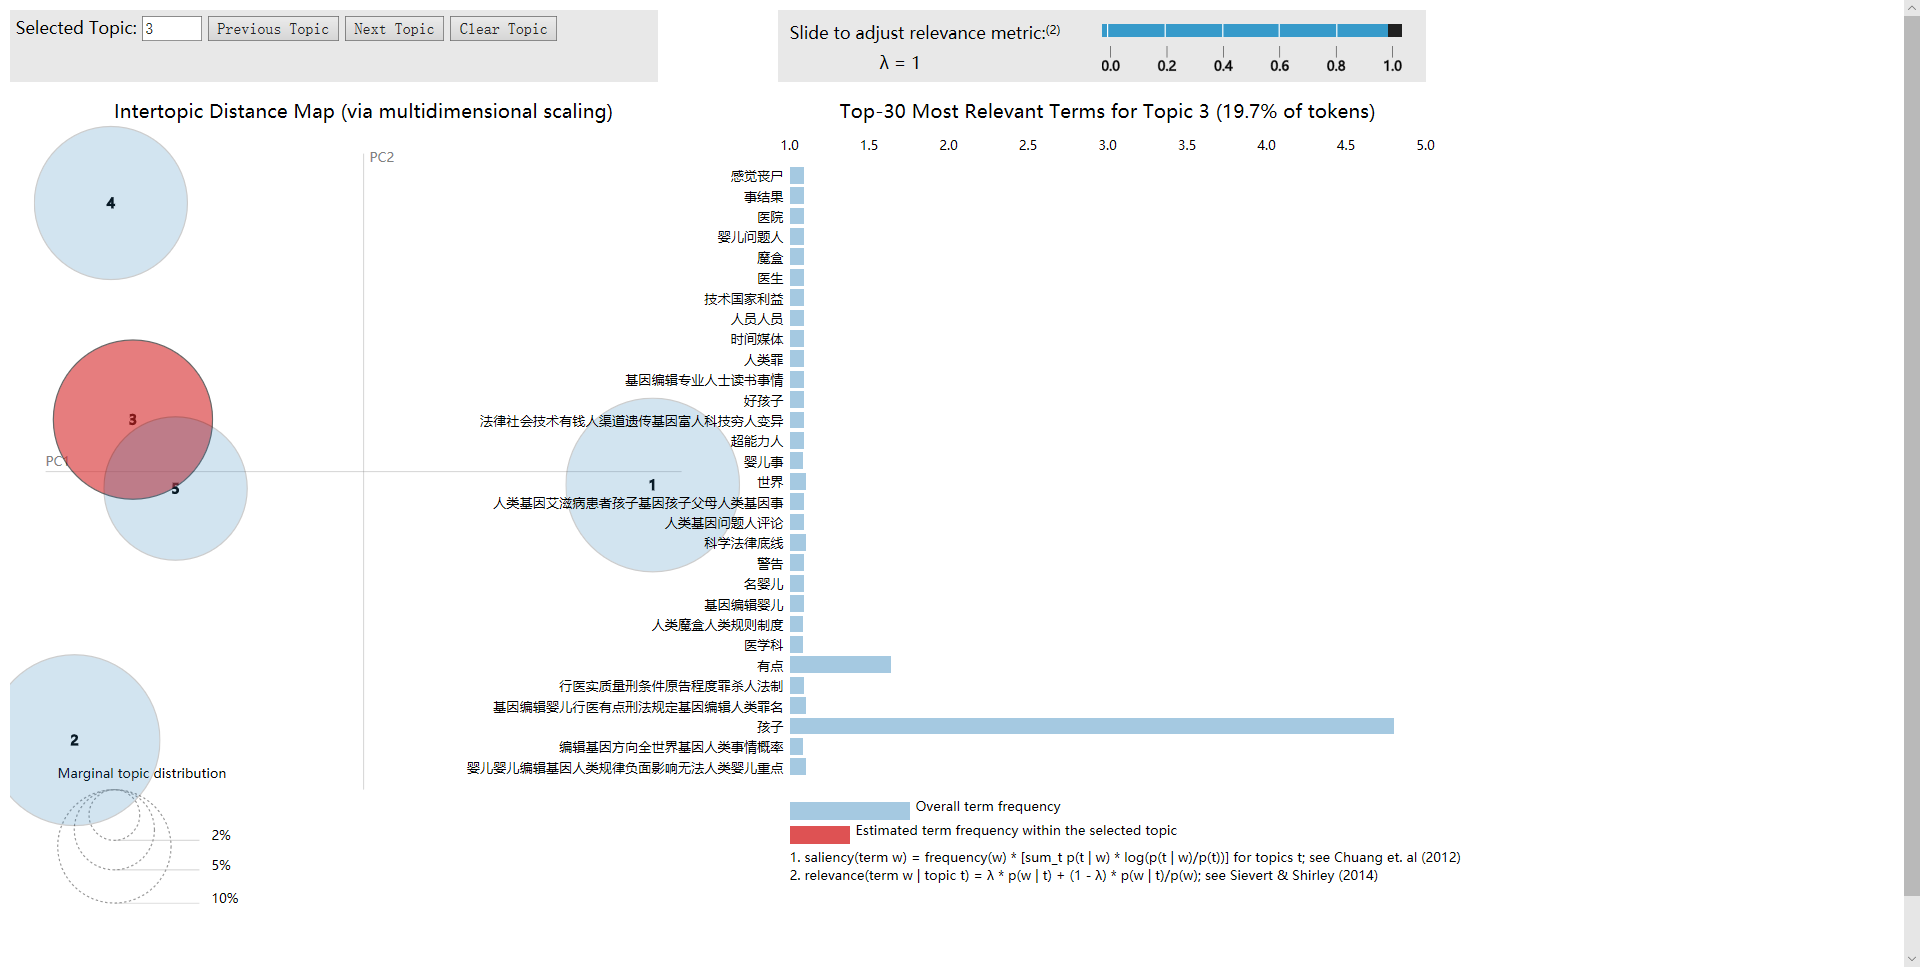 Selected Topic: 3 Previous Topic Next Topic Clear Topic
Slide to adjust relevance metric:(2)
λ = 1
0.0 0.2 0.4 0.6 0.8 1.0
Intertopic Distance Map (via multidimensional scaling)
PC2
PC1
4
3
5
1
2
Marginal topic distribution
2%
5%
10%
Top-30 Most Relevant Terms for Topic 3 (19.7% of tokens)
1.0 1.5 2.0 2.5 3.0 3.5 4.0 4.5 5.0
感觉丧尸
事结果
医院
婴儿问题人
魔盒
医生
技术国家利益
人员人员
时间媒体
人类罪
基因编辑专业人士读书事情
好孩子
法律社会技术有钱人渠道遗传基因富人科技穷人变异
超能力人
婴儿事
世界
人类基因艾滋病患者孩子基因孩子父母人类基因事
人类基因问题人评论
科学法律底线
警告
名婴儿
基因编辑婴儿
人类魔盒人类规则制度
医学科
有点
行医实质量刑条件原告程度罪杀人法制
基因编辑婴儿行医有点刑法规定基因编辑人类罪名
孩子
编辑基因方向全世界基因人类事情概率
婴儿婴儿编辑基因人类规律负面影响无法人类婴儿重点
Overall term frequency
Estimated term frequency within the selected topic
1. saliency(term w) = frequency(w) * [sum_t p(t | w) * log(p(t | w)/p(t))] for topics t; see Chuang et. al (2012)
2. relevance(term w | topic t) = λ * p(w | t) + (1 - λ) * p(w | t)/p(w); see Sievert & Shirley (2014)